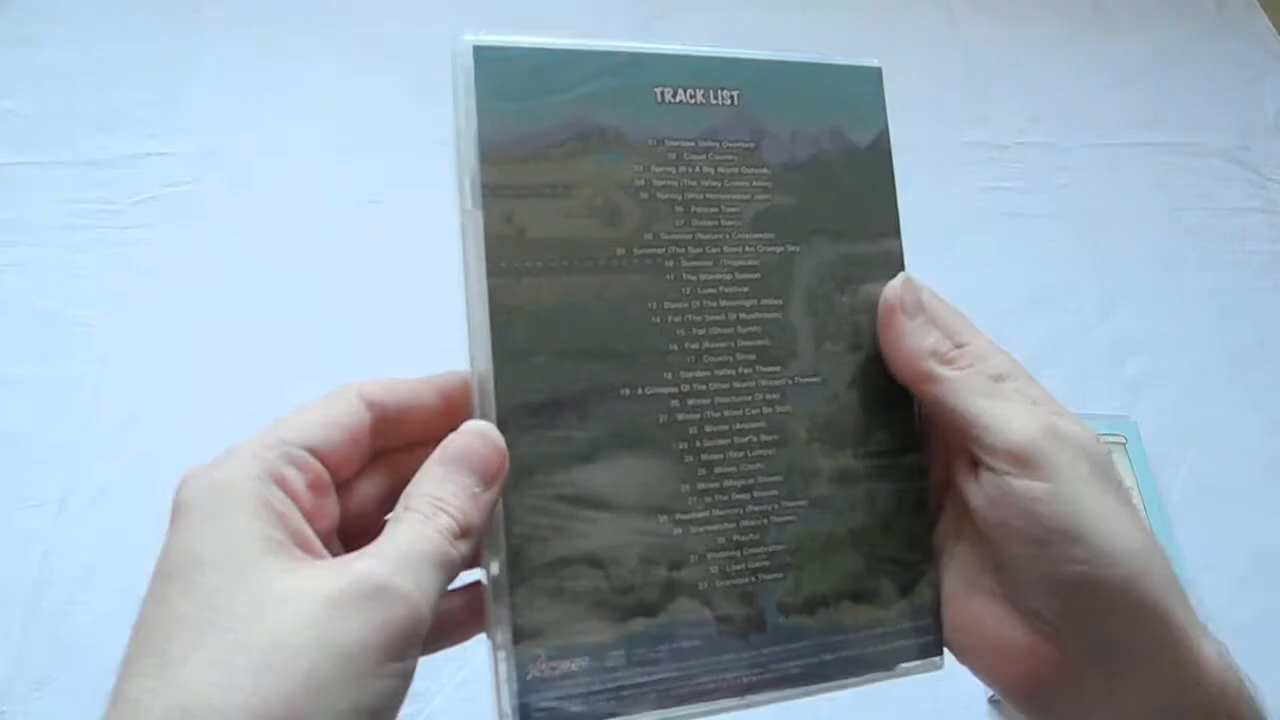 TRACK LIST
01 - Stardew Valley Overture
02 - Cloud Country
03 - Spring (It's A Big World Outside)
04 - Spring (The Valley Comes Alive)
05 - Spring (Wild Horseradish Jam)
06 - Pelican Town
07 - Distant Banjo
08 - Summer (Nature's Crescendo)
09 - Summer (The Sun Can Bend An Orange Sky)
10 - Summer (Tropicala)
11 - The Stardrop Saloon
12 - Luau Festival
13 - Dance Of The Moonlight Jellies
14 - Fall (The Smell Of Mushroom)
15 - Fall (Ghost Synth)
16 - Fall (Raven's Descent)
17 - Country Shop
18 - Stardew Valley Fair Theme
19 - A Glimpse Of The Other World (Wizard's Theme)
20 - Winter (Nocturne Of Ice)
21 - Winter (The Wind Can Be Still)
22 - Winter (Ancient)
23 - A Golden Star Is Born
24 - Mines (Star Lumpy)
25 - Mines (Cloth)
26 - Mines (Magical Shoes)
27 - In The Deep Woods
28 - Pleasant Memory (Penny's Theme)
29 - Starwatcher (Maru's Theme)
30 - Playful
31 - Wedding Celebration
32 - Load Game
33 - Grandpa's Theme